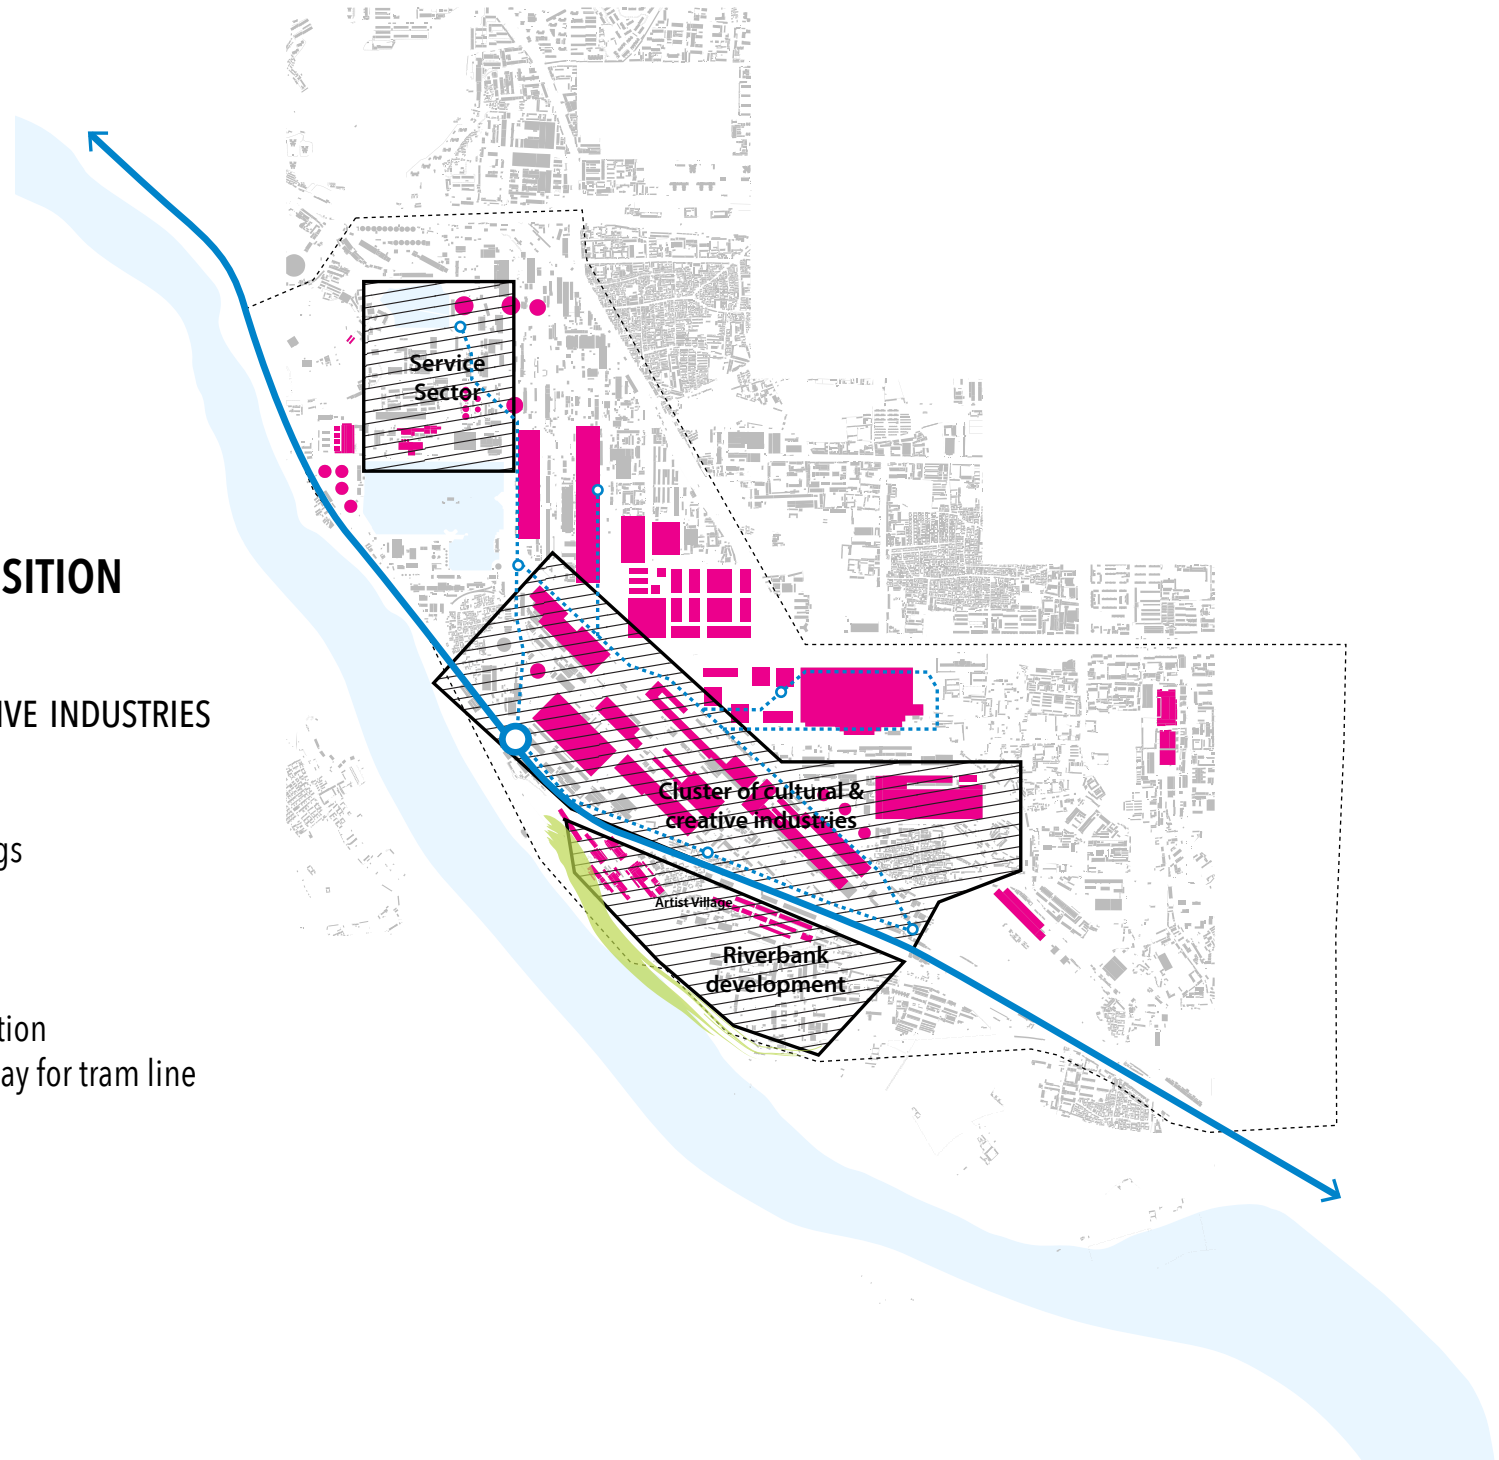 SITION
IVE INDUSTRIES
gs
tion
ay for tram line
Service
Sector
Cluster of cultural &
creative industries
Artist Village
Riverbank
development